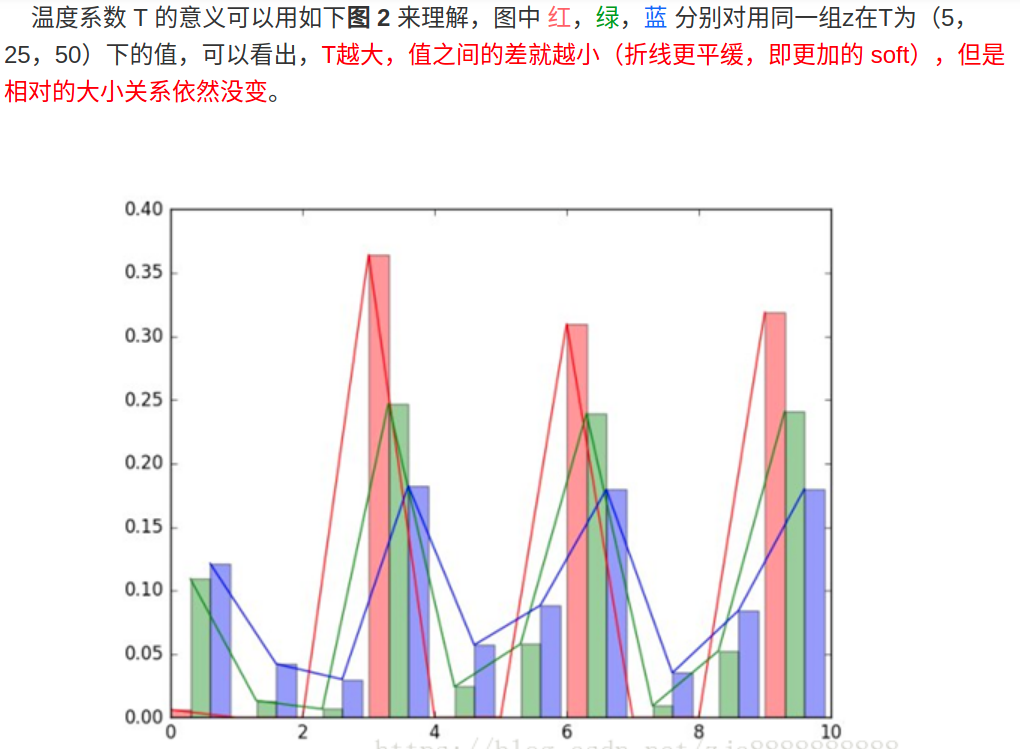 温度系数 T 的意义可以用如下图 2 来理解，图中 红，绿，蓝 分别对用同一组z在T为（5，
25，50）下的值，可以看出，T越大，值之间的差就越小（折线更平缓，即更加的 soft），但是
相对的大小关系依然没变。
0.40
0.35
0.30
0.25
0.20
0.15
0.10
0.05
0.00
0 2 4 6 8 10